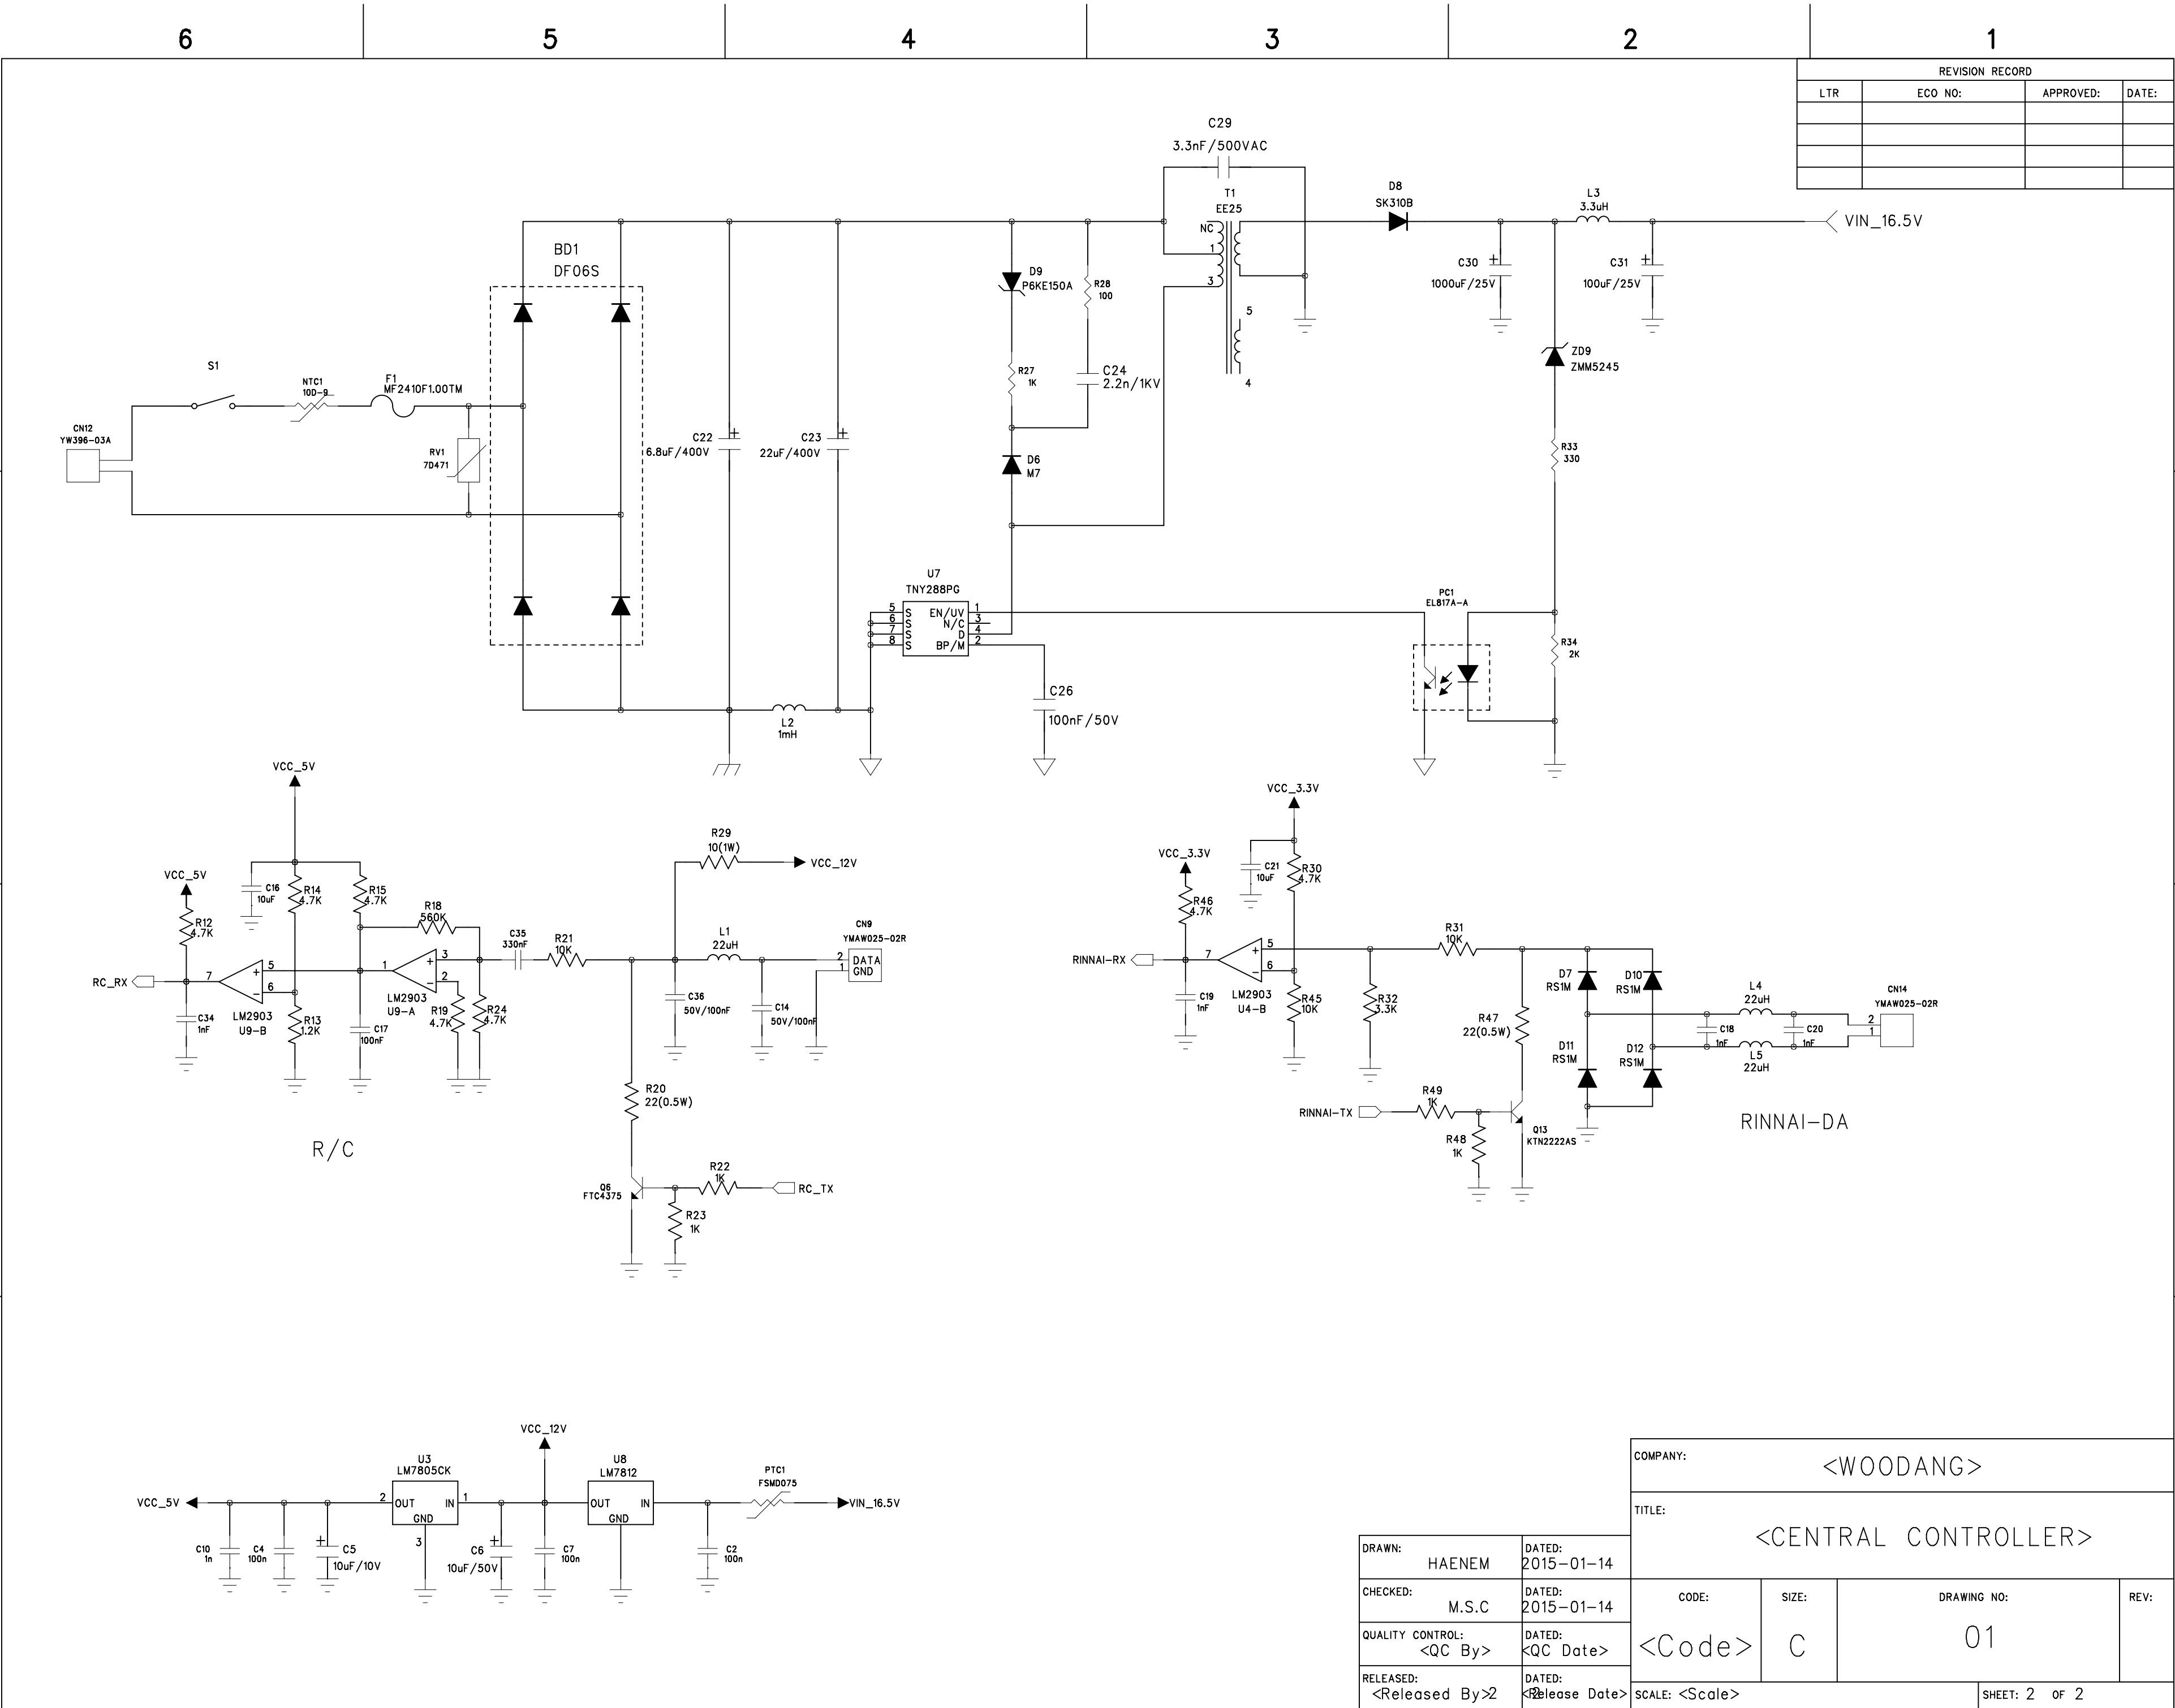 6 5 4 3 2 1
REVISION RECORD
LTR ECO NO: APPROVED: DATE:
C29
3.3nF/500VAC
T1
EE25
NC
1
3
5
4
D8
SK310B
L3
3.3uH
VIN_16.5V
C30
1000uF/25V
C31
100uF/25V
BD1
DF06S
D9
P6KE150A
R28
100
S1
NTC1
10D-9
F1
MF2410F1.00TM
CN12
YW396-03A
RV1
7D471
C22
6.8uF/400V
C23
22uF/400V
R27
1K
C24
2.2n/1KV
D6
M7
ZD9
ZMM5245
R33
330
U7
TNY288PG
5 S EN/UV 1
6 S N/C 3
7 S D 4
8 S BP/M 2
PC1
EL817A-A
R34
2K
C26
100nF/50V
L2
1mH
VCC_5V
VCC_5V
R12
4.7K
C16
10uF
R14
4.7K
R15
4.7K
R18
560K
C35
330nF
R21
10K
R29
10(1W)
VCC_12V
L1
22uH
CN9
YMAW025-02R
2 DATA
1 GND
RC_RX
7
5
6
LM2903
U9-B
1
3
2
LM2903
U9-A
C34
1nF
R13
1.2K
C17
100nF
R19
4.7K
R24
4.7K
C36
50V/100nF
C14
50V/100nF
R20
22(0.5W)
R/C
Q6
FTC4375
R22
1K
RC_TX
R23
1K
VCC_3.3V
VCC_3.3V
R46
4.7K
C21
10uF
R30
4.7K
R31
10K
RINNAI-RX
7
5
6
LM2903
U4-B
C19
1nF
R45
10K
R32
3.3K
R47
22(0.5W)
D7
RS1M
D10
RS1M
D11
RS1M
D12
RS1M
L4
22uH
C18
1nF
C20
1nF
L5
22uH
CN14
YMAW025-02R
2
1
RINNAI-TX
R49
1K
R48
1K
Q13
KTN2222AS
RINNAI-DA
VCC_12V
U3
LM7805CK
2 OUT IN 1
GND
3
U8
LM7812
OUT IN
GND
PTC1
FSMD075
VCC_5V
VIN_16.5V
C10
1n
C4
100n
C5
10uF/10V
C6
10uF/50V
C7
100n
C2
100n
COMPANY:
<WOODANG>
TITLE:
<CENTRAL CONTROLLER>
DRAWN:
HAENEM
DATED:
2015-01-14
CHECKED:
M.S.C
DATED:
2015-01-14
QUALITY CONTROL:
<QC By>
DATED:
<QC Date>
RELEASED:
<Released By>2
DATED:
Release Date>
CODE:
<Code>
SIZE:
C
DRAWING NO:
01
REV:
SCALE: <Scale>
SHEET: 2 OF 2